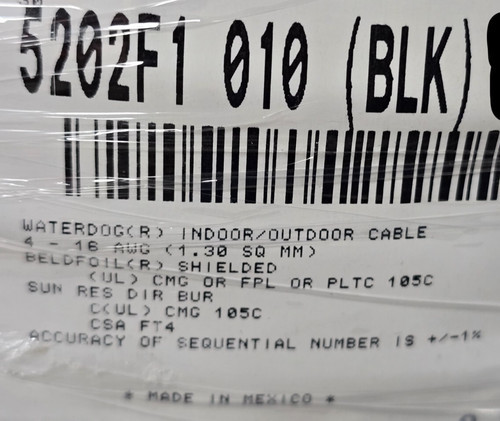 5202F1 010 (BLK)
WATERDOG(R) INDOOR/OUTDOOR CABLE
4 - 16 AWG (1.30 SQ MM)
BELDFOIL(R) SHIELDED
(UL) CMG OR FPL OR PLTC 105C
SUN RES DIR BUR
C(UL) CMG 105C
CSA FT4
ACCURACY OF SEQUENTIAL NUMBER IS +/-1%
* MADE IN MEXICO *